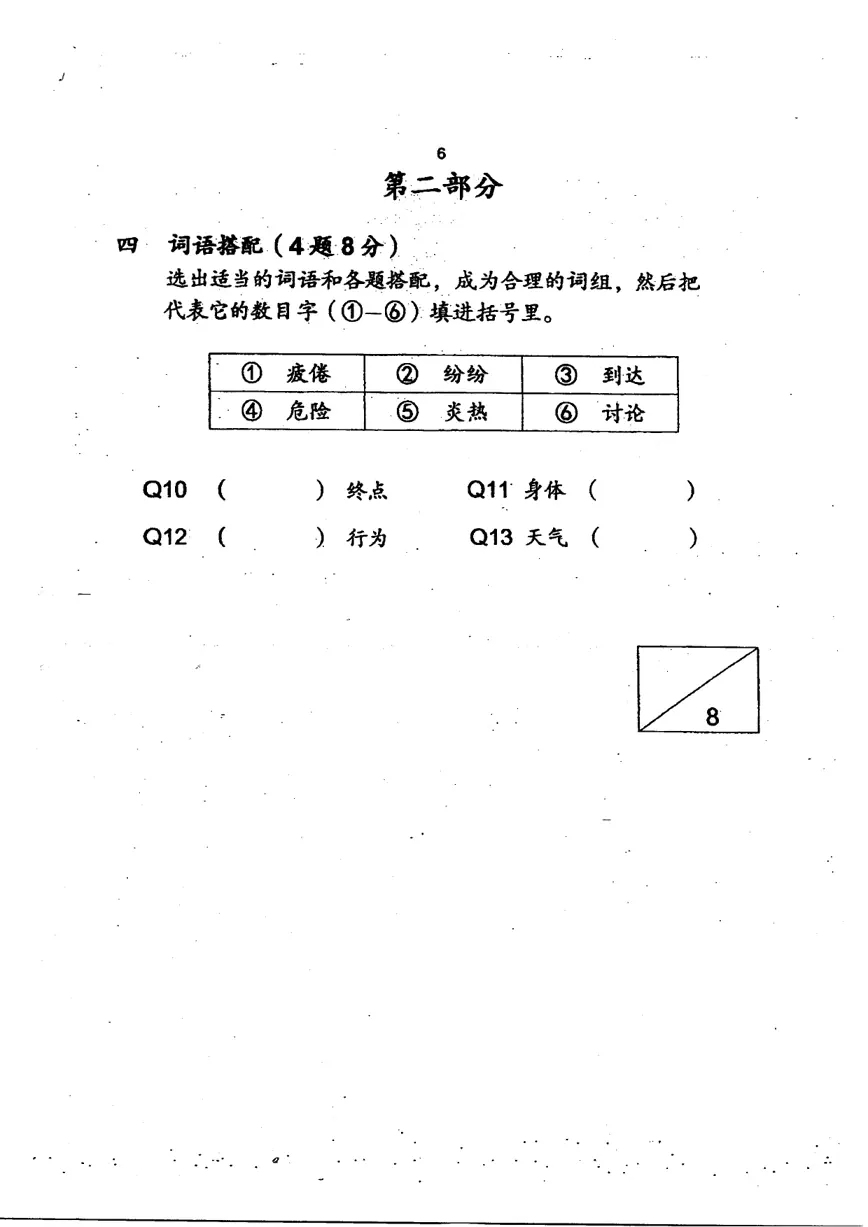 6
第二部分
四 词语搭配（4题8分）
选出适当的词语和各题搭配，成为合理的词组，然后把
代表它的数目字（①－⑥）填进括号里。
① 疲倦 ② 纷纷 ③ 到达
④ 危险 ⑤ 炎热 ⑥ 讨论
Q10 （ ） 终点 Q11 身体 （ ）
Q12 （ ） 行为 Q13 天气 （ ）
8